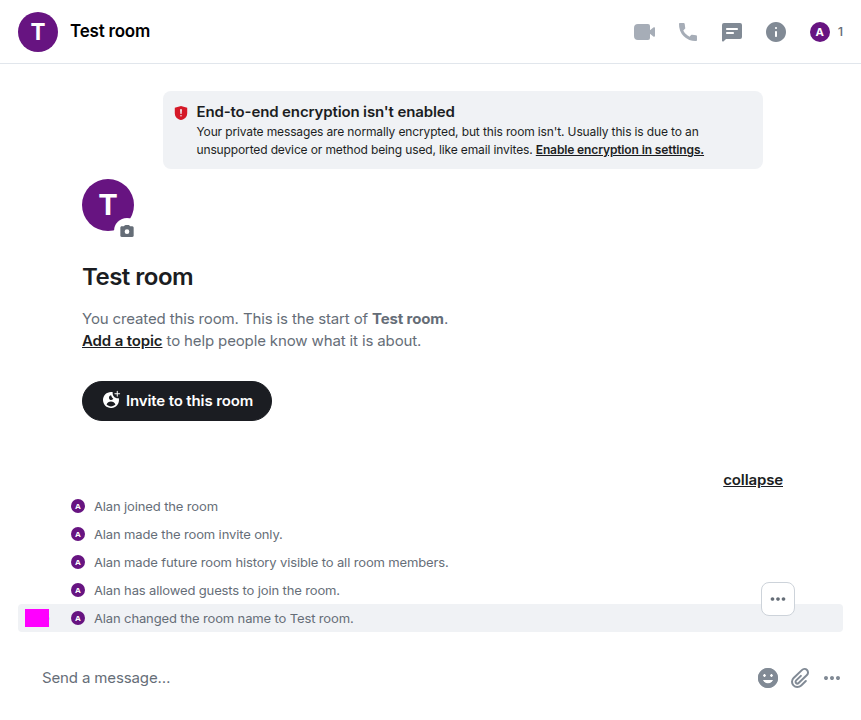 T Test room A 1
End-to-end encryption isn't enabled
Your private messages are normally encrypted, but this room isn't. Usually this is due to an
unsupported device or method being used, like email invites. Enable encryption in settings.
T
Test room
You created this room. This is the start of Test room.
Add a topic to help people know what it is about.
Invite to this room
collapse
A Alan joined the room
A Alan made the room invite only.
A Alan made future room history visible to all room members.
A Alan has allowed guests to join the room.
A Alan changed the room name to Test room.
Send a message...